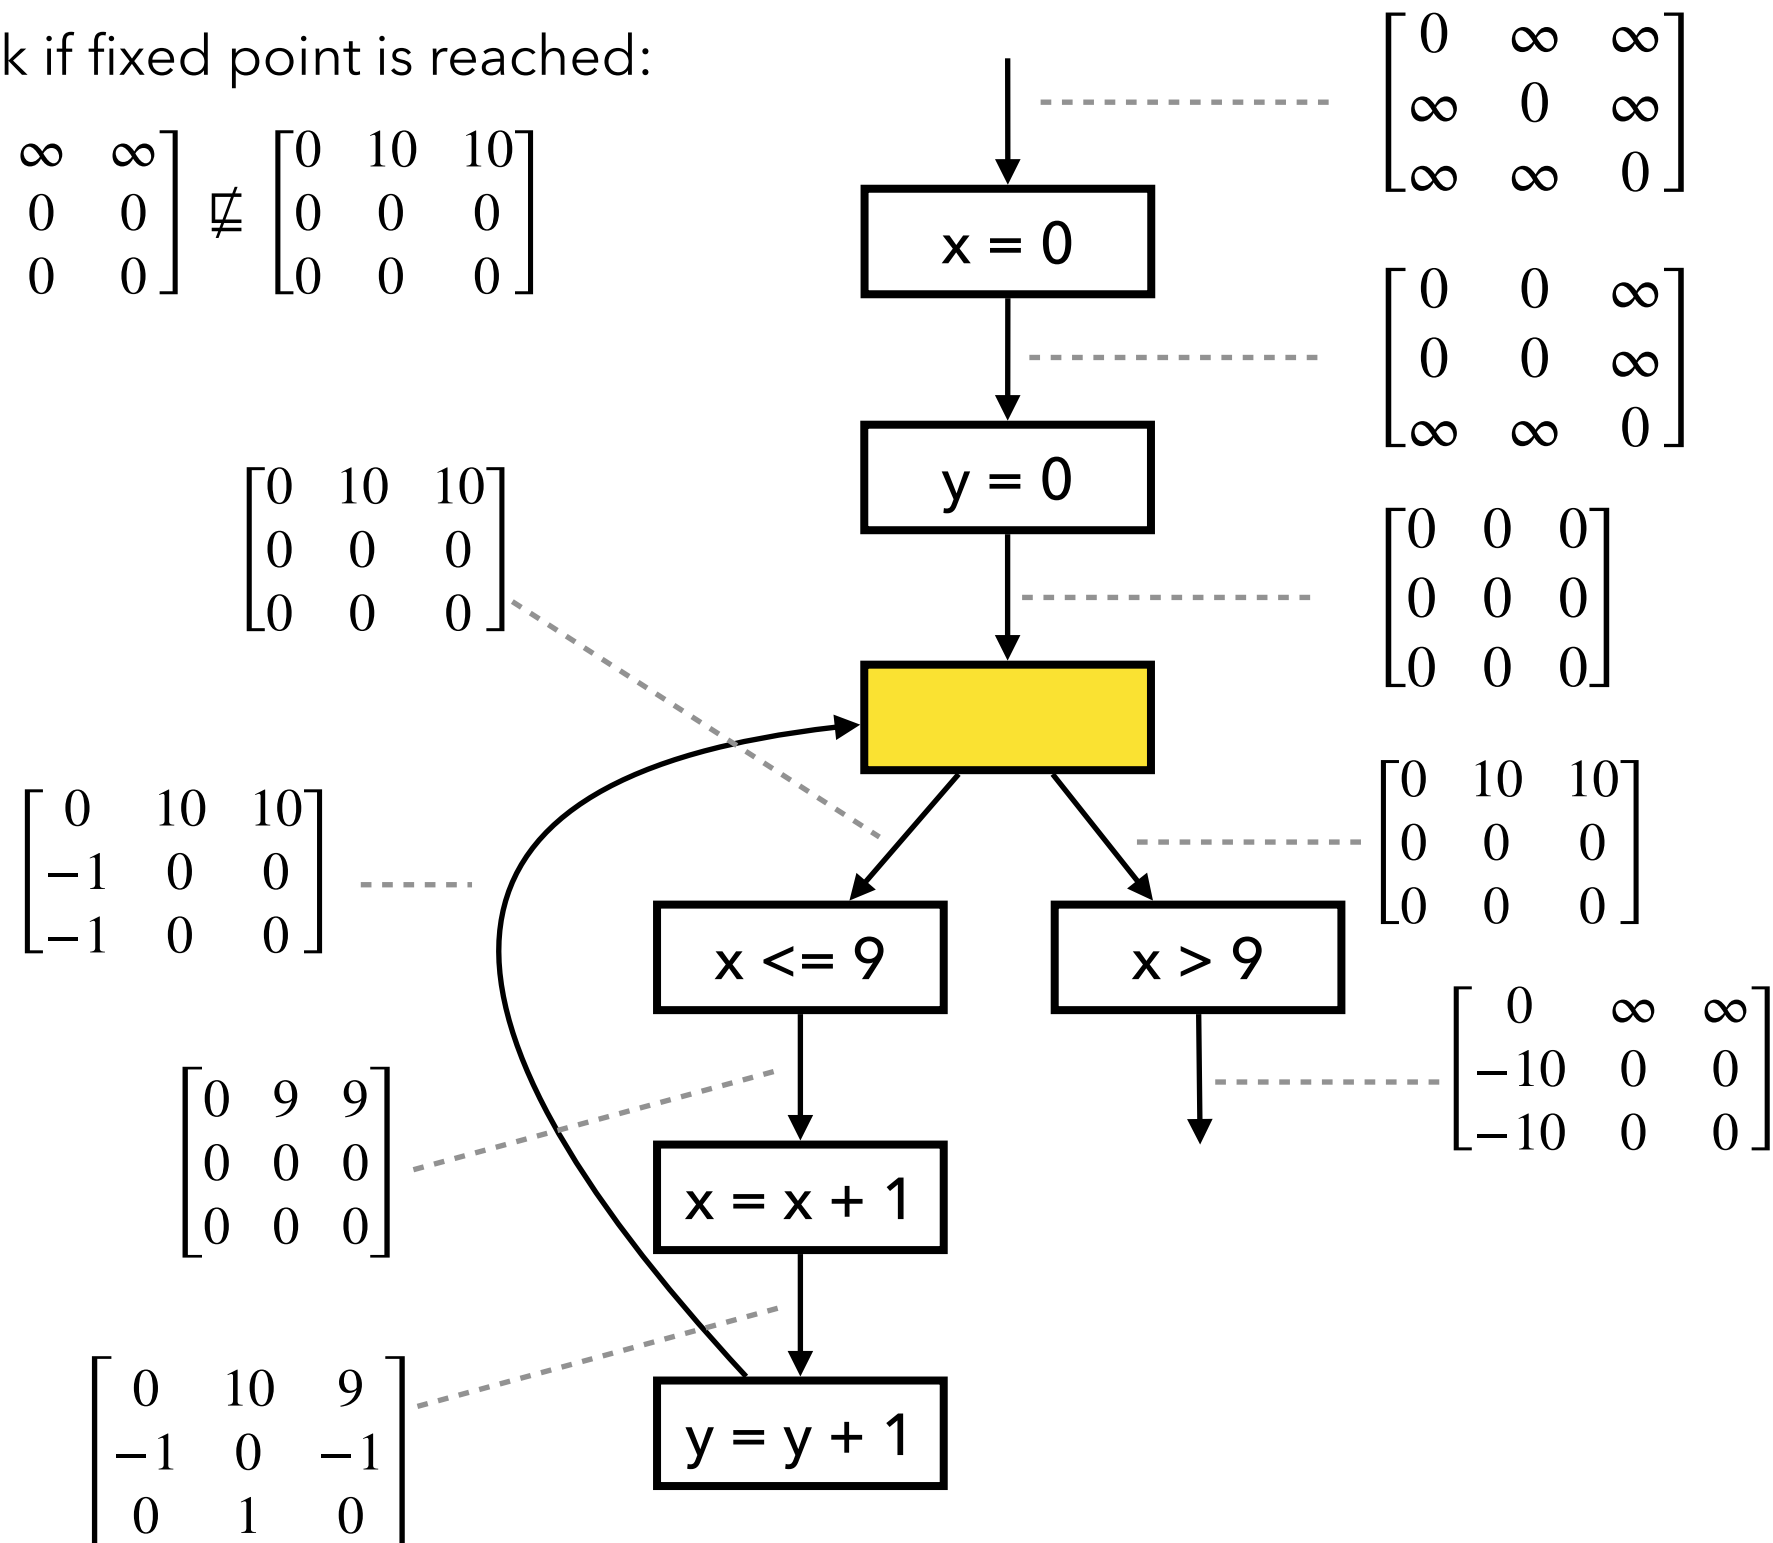 k if fixed point is reached:
∞ ∞
0 0
0 0
⋢
0 10 10
0 0 0
0 0 0
0 ∞ ∞
∞ 0 ∞
∞ ∞ 0
x = 0
0 0 ∞
0 0 ∞
∞ ∞ 0
y = 0
0 10 10
0 0 0
0 0 0
0 0 0
0 0 0
0 0 0
0 10 10
−1 0 0
−1 0 0
0 10 10
0 0 0
0 0 0
x <= 9
x > 9
0 ∞ ∞
−10 0 0
−10 0 0
0 9 9
0 0 0
0 0 0
x = x + 1
0 10 9
−1 0 −1
0 1 0
y = y + 1